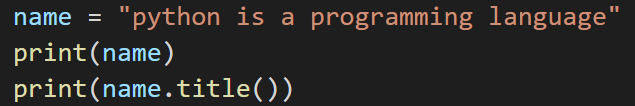 name = "python is a programming language"
print(name)
print(name.title())